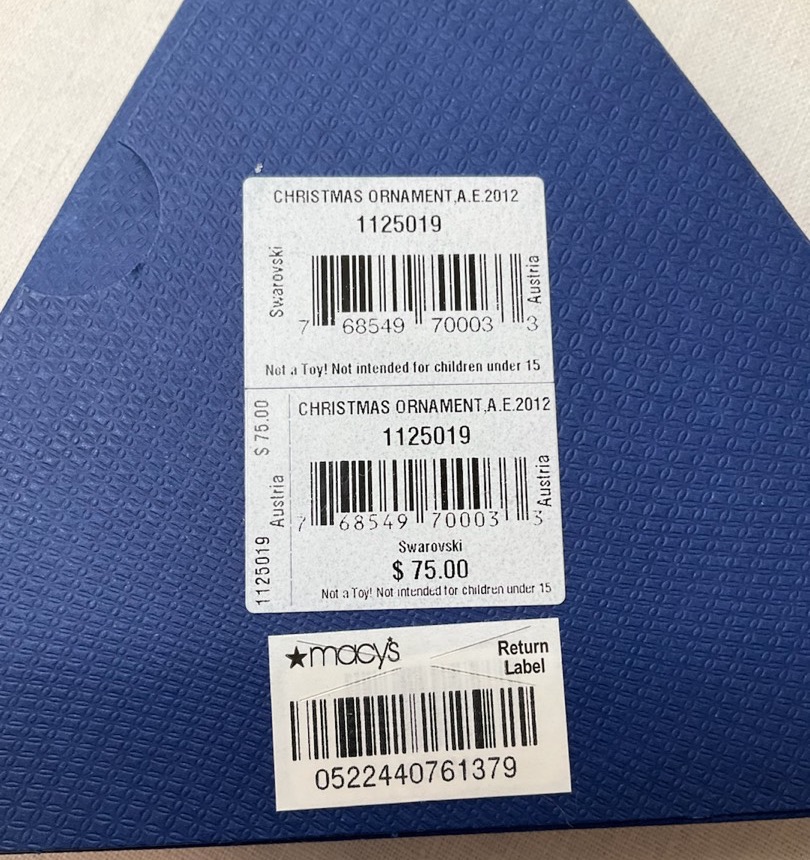 CHRISTMAS ORNAMENT,A.E.2012
1125019
Swarovski
Austria
7 68549 70003 3
Not a Toy! Not intended for children under 15
$ 75.00
Austria
1125019
CHRISTMAS ORNAMENT,A.E.2012
1125019
Austria
7 68549 70003 3
Swarovski
$ 75.00
Not a Toy! Not intended for children under 15
★macy's
Return
Label
0522440761379